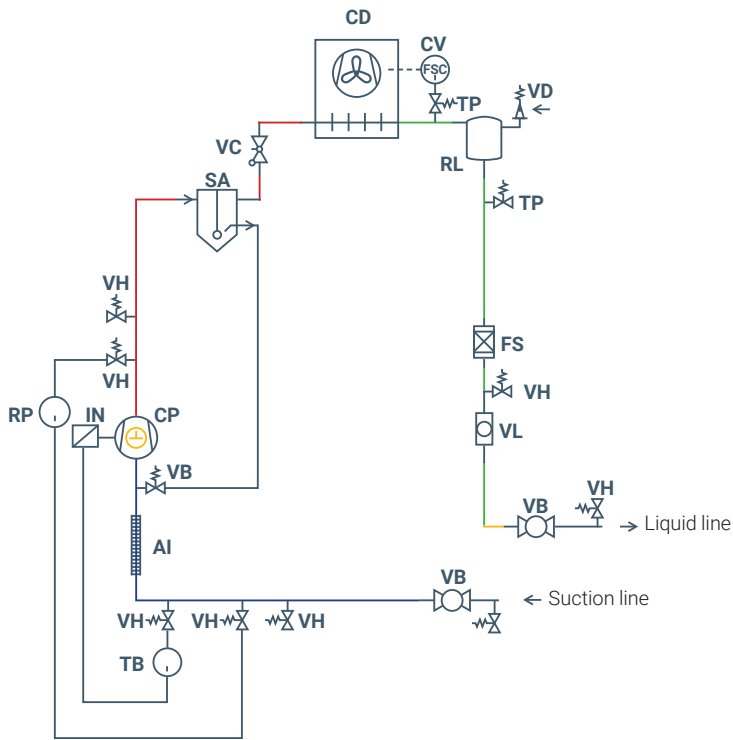 CD
CV
FSC
TP
VD
VC
RL
SA
TP
VH
FS
VH
VH
RP
IN
CP
VL
VB
VH
VB
Liquid line
AI
VB
Suction line
VH
VH
VH
TB